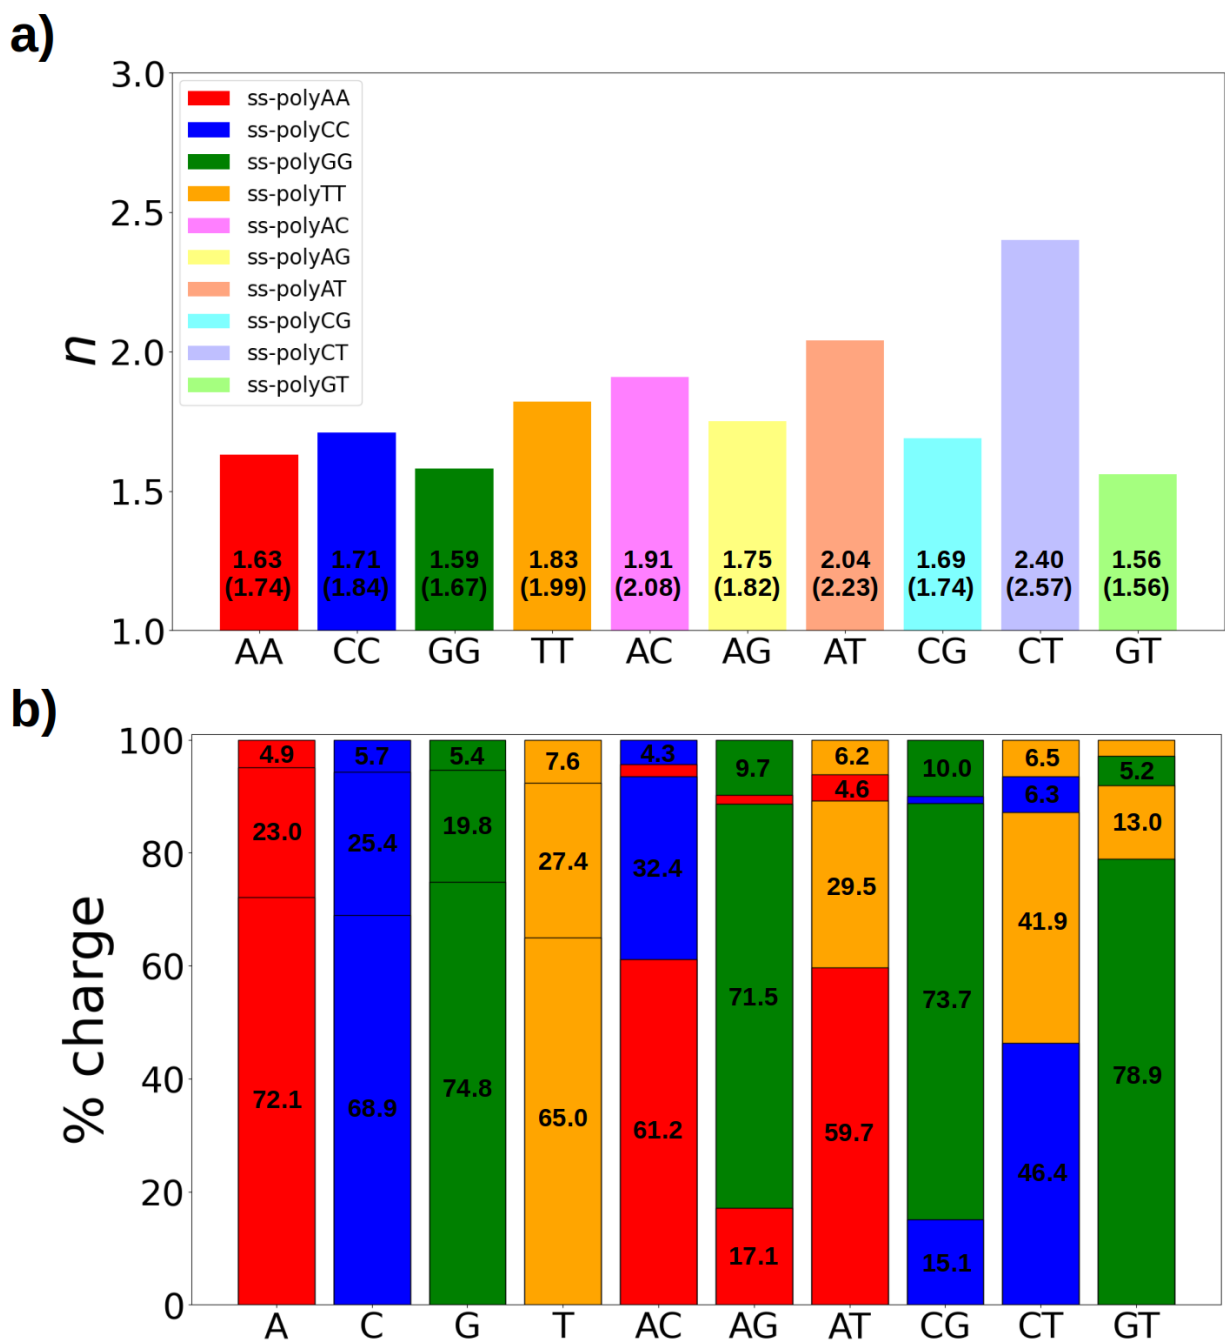 a)
n
3.0
2.5
2.0
1.5
1.0
ss-polyAA
ss-polyCC
ss-polyGG
ss-polyTT
ss-polyAC
ss-polyAG
ss-polyAT
ss-polyCG
ss-polyCT
ss-polyGT
1.63 1.71 1.59 1.83 1.91 1.75 2.04 1.69 2.40 1.56
(1.74) (1.84) (1.67) (1.99) (2.08) (1.82) (2.23) (1.74) (2.57) (1.56)
AA CC GG TT AC AG AT CG CT GT
b)
% charge
100
80
60
40
20
0
4.9
23.0
72.1
5.7
25.4
68.9
5.4
19.8
74.8
7.6
27.4
65.0
4.3
32.4
61.2
9.7
71.5
17.1
6.2
4.6
29.5
59.7
10.0
73.7
15.1
6.5
6.3
41.9
46.4
5.2
13.0
78.9
A C G T AC AG AT CG CT GT